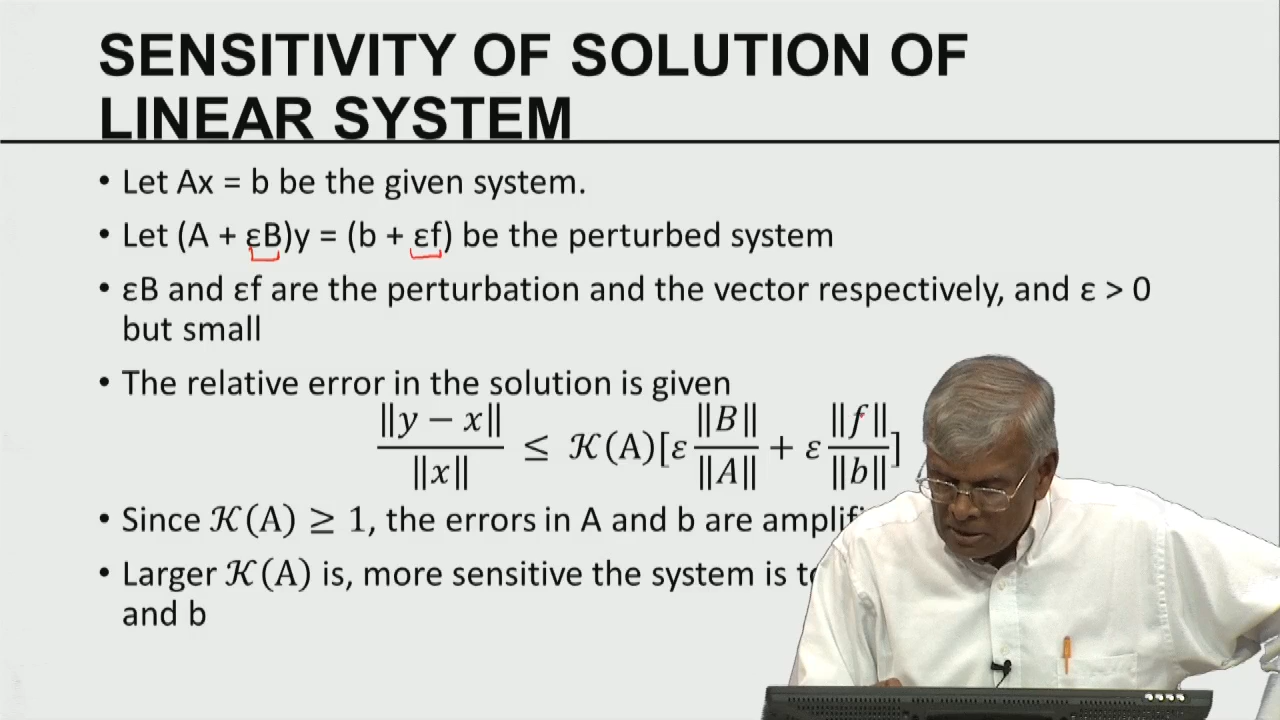 SENSITIVITY OF SOLUTION OF
LINEAR SYSTEM
• Let Ax = b be the given system.
• Let (A + εB)y = (b + εf) be the perturbed system
• εB and εf are the perturbation and the vector respectively, and ε > 0
but small
• The relative error in the solution is given
‖y − x‖ / ‖x‖ ≤ 𝒦(A)[ε ‖B‖ / ‖A‖ + ε ‖f‖ / ‖b‖]
• Since 𝒦(A) ≥ 1, the errors in A and b are
• Larger 𝒦(A) is, more sensitive the system is
and b